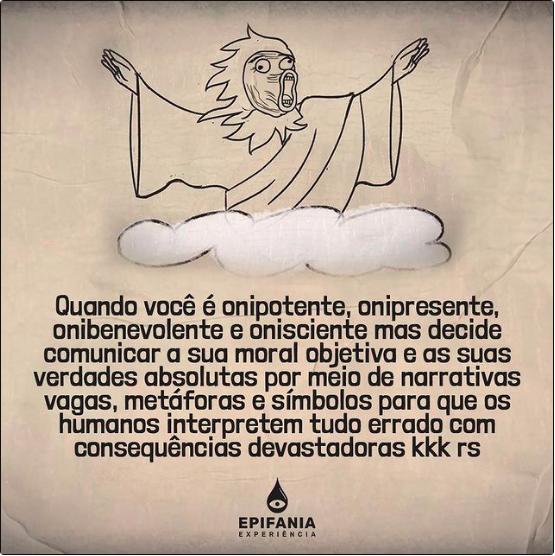 Quando você é onipotente, onipresente,
onibenevolente e onisciente mas decide
comunicar a sua moral objetiva e as suas
verdades absolutas por meio de narrativas
vagas, metáforas e símbolos para que os
humanos interpretem tudo errado com
consequências devastadoras kkk rs
EPIFANIA
EXPERIÊNCIA